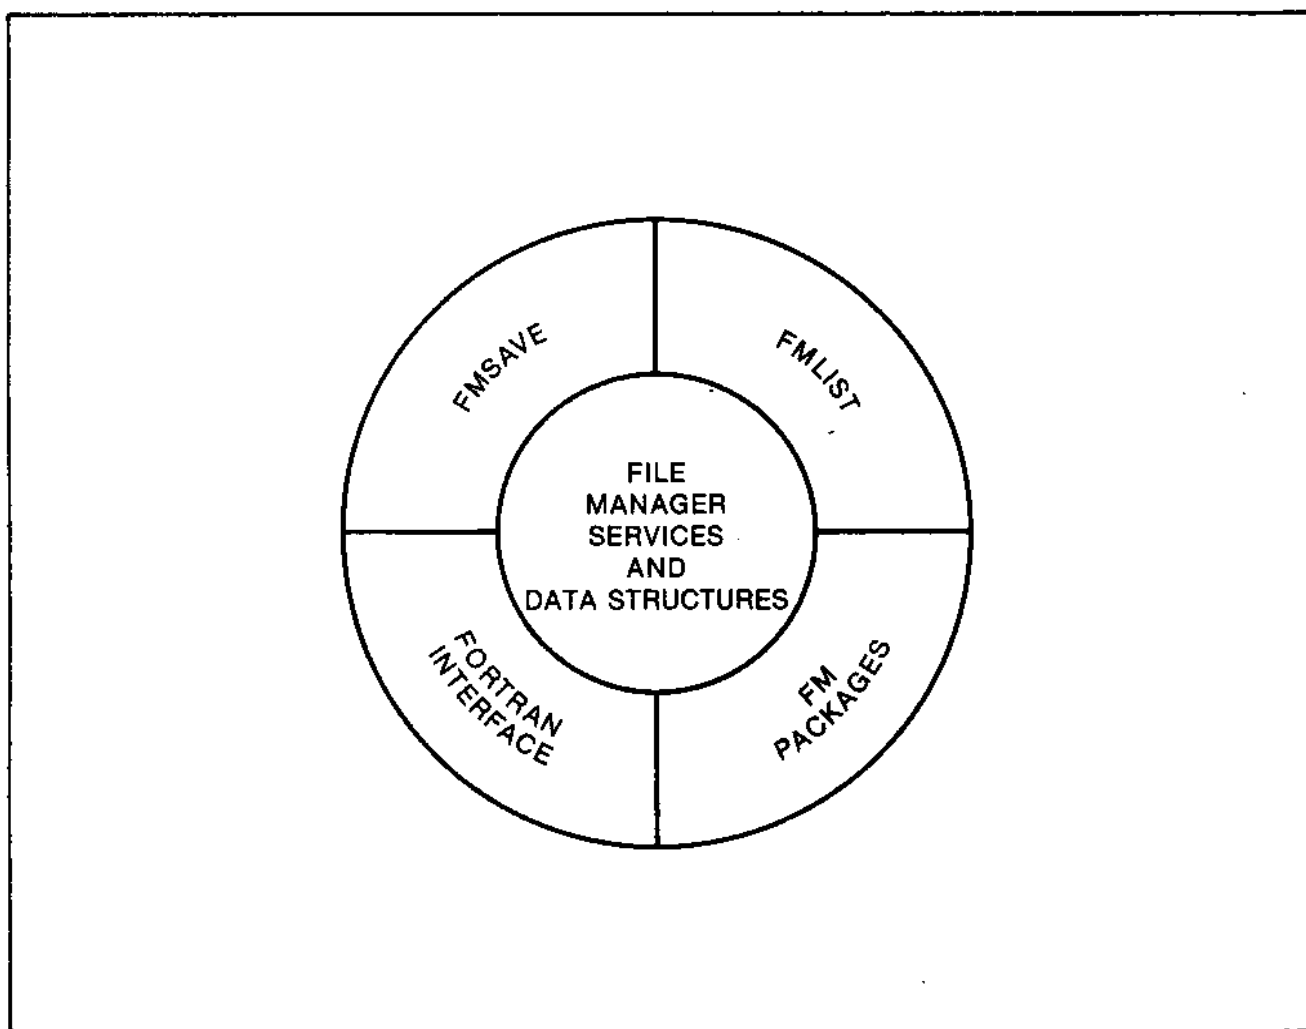 FMSAVE
FMLIST
FILE
MANAGER
SERVICES
AND
DATA STRUCTURES
FORTRAN
INTERFACE
FM
PACKAGES